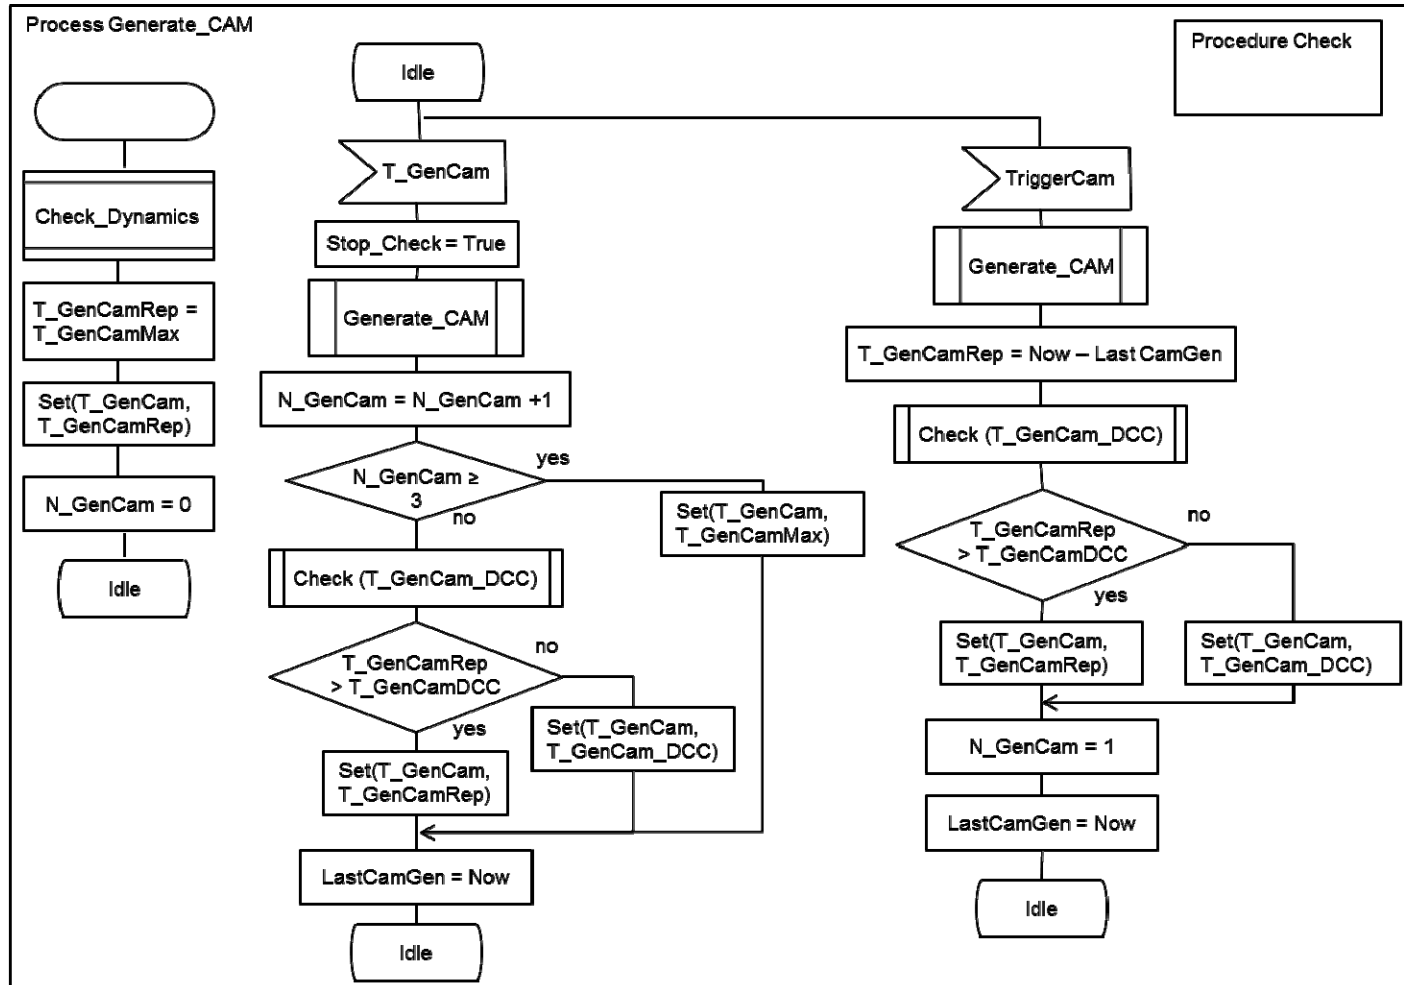 Process Generate_CAM
Procedure Check
Check_Dynamics
T_GenCamRep =
T_GenCamMax
Set(T_GenCam,
T_GenCamRep)
N_GenCam = 0
Idle
Idle
T_GenCam
Stop_Check = True
Generate_CAM
N_GenCam = N_GenCam +1
N_GenCam ≥
3
yes
no
Set(T_GenCam,
T_GenCamMax)
Check (T_GenCam_DCC)
T_GenCamRep
> T_GenCamDCC
no
yes
Set(T_GenCam,
T_GenCam_DCC)
Set(T_GenCam,
T_GenCamRep)
LastCamGen = Now
Idle
TriggerCam
Generate_CAM
T_GenCamRep = Now – Last CamGen
Check (T_GenCam_DCC)
T_GenCamRep
> T_GenCamDCC
no
yes
Set(T_GenCam,
T_GenCamRep)
Set(T_GenCam,
T_GenCam_DCC)
N_GenCam = 1
LastCamGen = Now
Idle